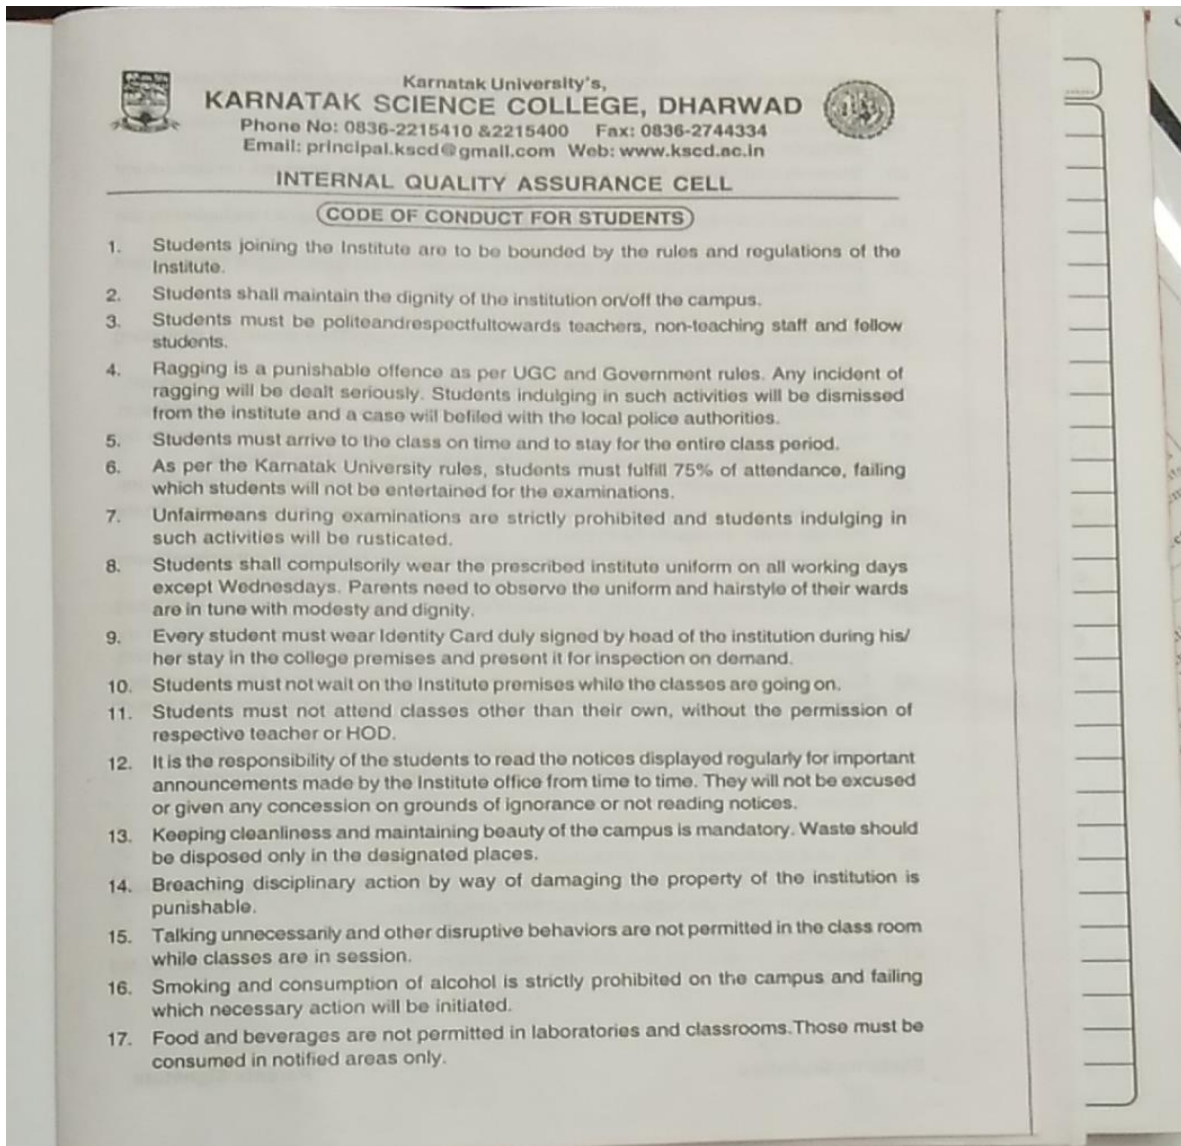 Karnatak University's,
KARNATAK SCIENCE COLLEGE, DHARWAD
Phone No: 0836-2215410 &2215400 Fax: 0836-2744334
Email: principal.kscd@gmail.com Web: www.kscd.ac.in
INTERNAL QUALITY ASSURANCE CELL
CODE OF CONDUCT FOR STUDENTS
1. Students joining the Institute are to be bounded by the rules and regulations of the
Institute.
2. Students shall maintain the dignity of the institution on/off the campus.
3. Students must be politeandrespectfultowards teachers, non-teaching staff and fellow
students.
4. Ragging is a punishable offence as per UGC and Government rules. Any incident of
ragging will be dealt seriously. Students indulging in such activities will be dismissed
from the institute and a case will befiled with the local police authorities.
5. Students must arrive to the class on time and to stay for the entire class period.
6. As per the Karnatak University rules, students must fulfill 75% of attendance, failing
which students will not be entertained for the examinations.
7. Unfairmeans during examinations are strictly prohibited and students indulging in
such activities will be rusticated.
8. Students shall compulsorily wear the prescribed institute uniform on all working days
except Wednesdays. Parents need to observe the uniform and hairstyle of their wards
are in tune with modesty and dignity.
9. Every student must wear Identity Card duly signed by head of the institution during his/
her stay in the college premises and present it for inspection on demand.
10. Students must not wait on the Institute premises while the classes are going on.
11. Students must not attend classes other than their own, without the permission of
respective teacher or HOD.
12. It is the responsibility of the students to read the notices displayed regularly for important
announcements made by the Institute office from time to time. They will not be excused
or given any concession on grounds of ignorance or not reading notices.
13. Keeping cleanliness and maintaining beauty of the campus is mandatory. Waste should
be disposed only in the designated places.
14. Breaching disciplinary action by way of damaging the property of the institution is
punishable.
15. Talking unnecessarily and other disruptive behaviors are not permitted in the class room
while classes are in session.
16. Smoking and consumption of alcohol is strictly prohibited on the campus and failing
which necessary action will be initiated.
17. Food and beverages are not permitted in laboratories and classrooms.Those must be
consumed in notified areas only.